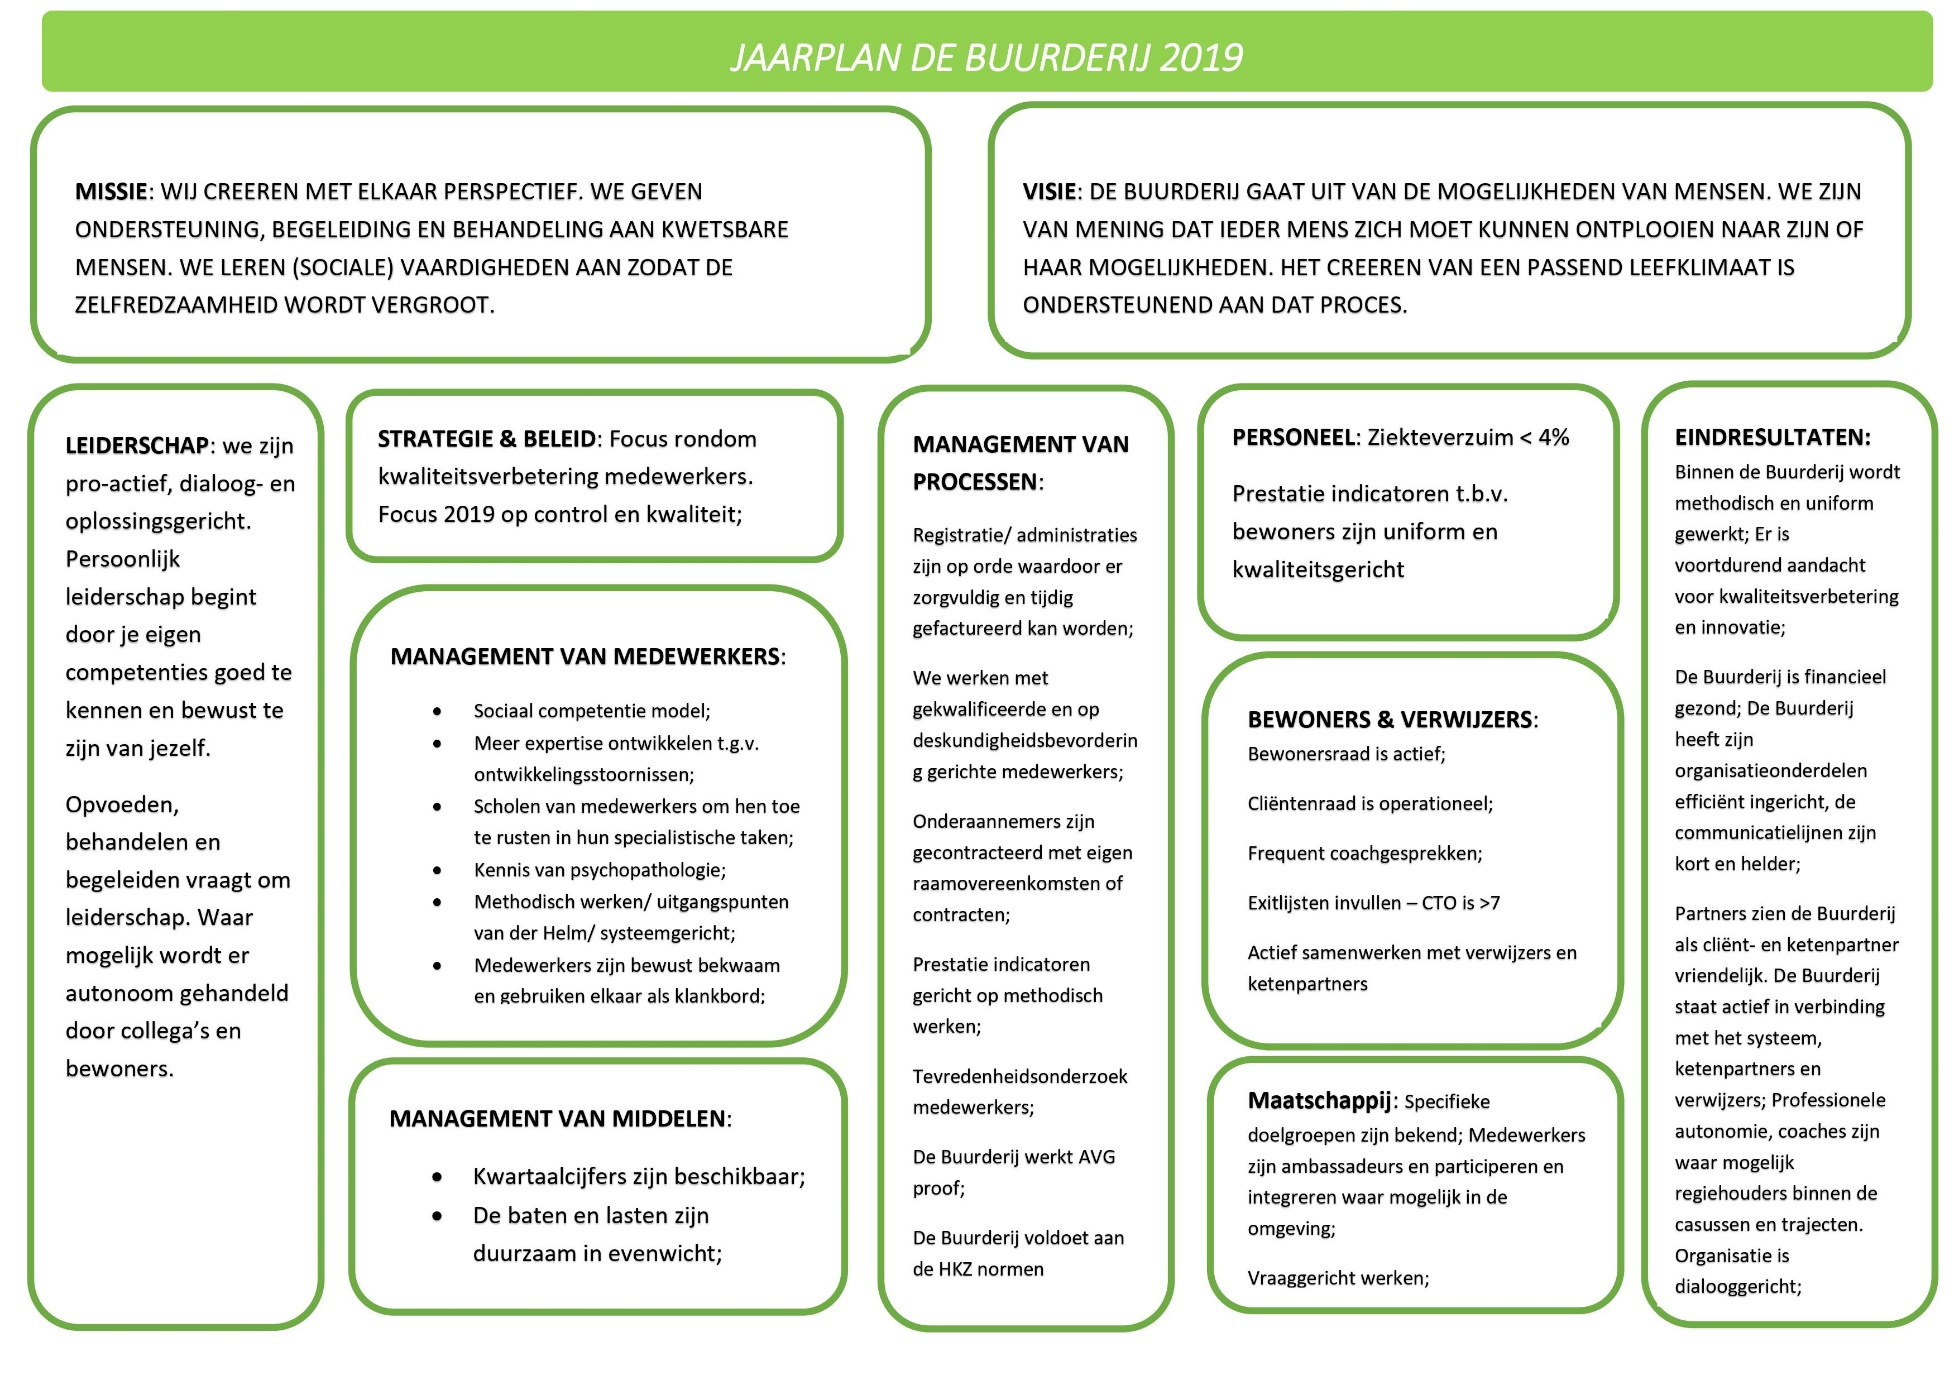 JAARPLAN DE BUURDERIJ 2019
MISSIE: WIJ CREEREN MET ELKAAR PERSPECTIEF. WE GEVEN
ONDERSTEUNING, BEGELEIDING EN BEHANDELING AAN KWETSBARE
MENSEN. WE LEREN (SOCIALE) VAARDIGHEDEN AAN ZODAT DE
ZELFREDZAAMHEID WORDT VERGROOT.
VISIE: DE BUURDERIJ GAAT UIT VAN DE MOGELIJKHEDEN VAN MENSEN. WE ZIJN
VAN MENING DAT IEDER MENS ZICH MOET KUNNEN ONTPLOOIEN NAAR ZIJN OF
HAAR MOGELIJKHEDEN. HET CREEREN VAN EEN PASSEND LEEFKLIMAAT IS
ONDERSTEUNEND AAN DAT PROCES.
LEIDERSCHAP: we zijn
pro-actief, dialoog- en
oplossingsgericht.
Persoonlijk
leiderschap begint
door je eigen
competenties goed te
kennen en bewust te
zijn van jezelf.
Opvoeden,
behandelen en
begeleiden vraagt om
leiderschap. Waar
mogelijk wordt er
autonoom gehandeld
door collega’s en
bewoners.
STRATEGIE & BELEID: Focus rondom
kwaliteitsverbetering medewerkers.
Focus 2019 op control en kwaliteit;
MANAGEMENT VAN MEDEWERKERS:
• Sociaal competentie model;
• Meer expertise ontwikkelen t.g.v.
ontwikkelingsstoornissen;
• Scholen van medewerkers om hen toe
te rusten in hun specialistische taken;
• Kennis van psychopathologie;
• Methodisch werken/ uitgangspunten
van der Helm/ systeemgericht;
• Medewerkers zijn bewust bekwaam
en gebruiken elkaar als klankbord;
MANAGEMENT VAN MIDDELEN:
• Kwartaalcijfers zijn beschikbaar;
• De baten en lasten zijn
duurzaam in evenwicht;
MANAGEMENT VAN
PROCESSEN:
Registratie/ administraties
zijn op orde waardoor er
zorgvuldig en tijdig
gefactureerd kan worden;
We werken met
gekwalificeerde en op
deskundigheidsbevorderin
g gerichte medewerkers;
Onderaannemers zijn
gecontracteerd met eigen
raamovereenkomsten of
contracten;
Prestatie indicatoren
gericht op methodisch
werken;
Tevredenheidsonderzoek
medewerkers;
De Buurderij werkt AVG
proof;
De Buurderij voldoet aan
de HKZ normen
PERSONEEL: Ziekteverzuim < 4%
Prestatie indicatoren t.b.v.
bewoners zijn uniform en
kwaliteitsgericht
BEWONERS & VERWIJZERS:
Bewonersraad is actief;
Cliëntenraad is operationeel;
Frequent coachgesprekken;
Exitlijsten invullen – CTO is >7
Actief samenwerken met verwijzers en
ketenpartners
Maatschappij: Specifieke
doelgroepen zijn bekend; Medewerkers
zijn ambassadeurs en participeren en
integreren waar mogelijk in de
omgeving;
Vraaggericht werken;
EINDRESULTATEN:
Binnen de Buurderij wordt
methodisch en uniform
gewerkt; Er is
voortdurend aandacht
voor kwaliteitsverbetering
en innovatie;
De Buurderij is financieel
gezond; De Buurderij
heeft zijn
organisatieonderdelen
efficiënt ingericht, de
communicatielijnen zijn
kort en helder;
Partners zien de Buurderij
als cliënt- en ketenpartner
vriendelijk. De Buurderij
staat actief in verbinding
met het systeem,
ketenpartners en
verwijzers; Professionele
autonomie, coaches zijn
waar mogelijk
regiehouders binnen de
casussen en trajecten.
Organisatie is
dialooggericht;